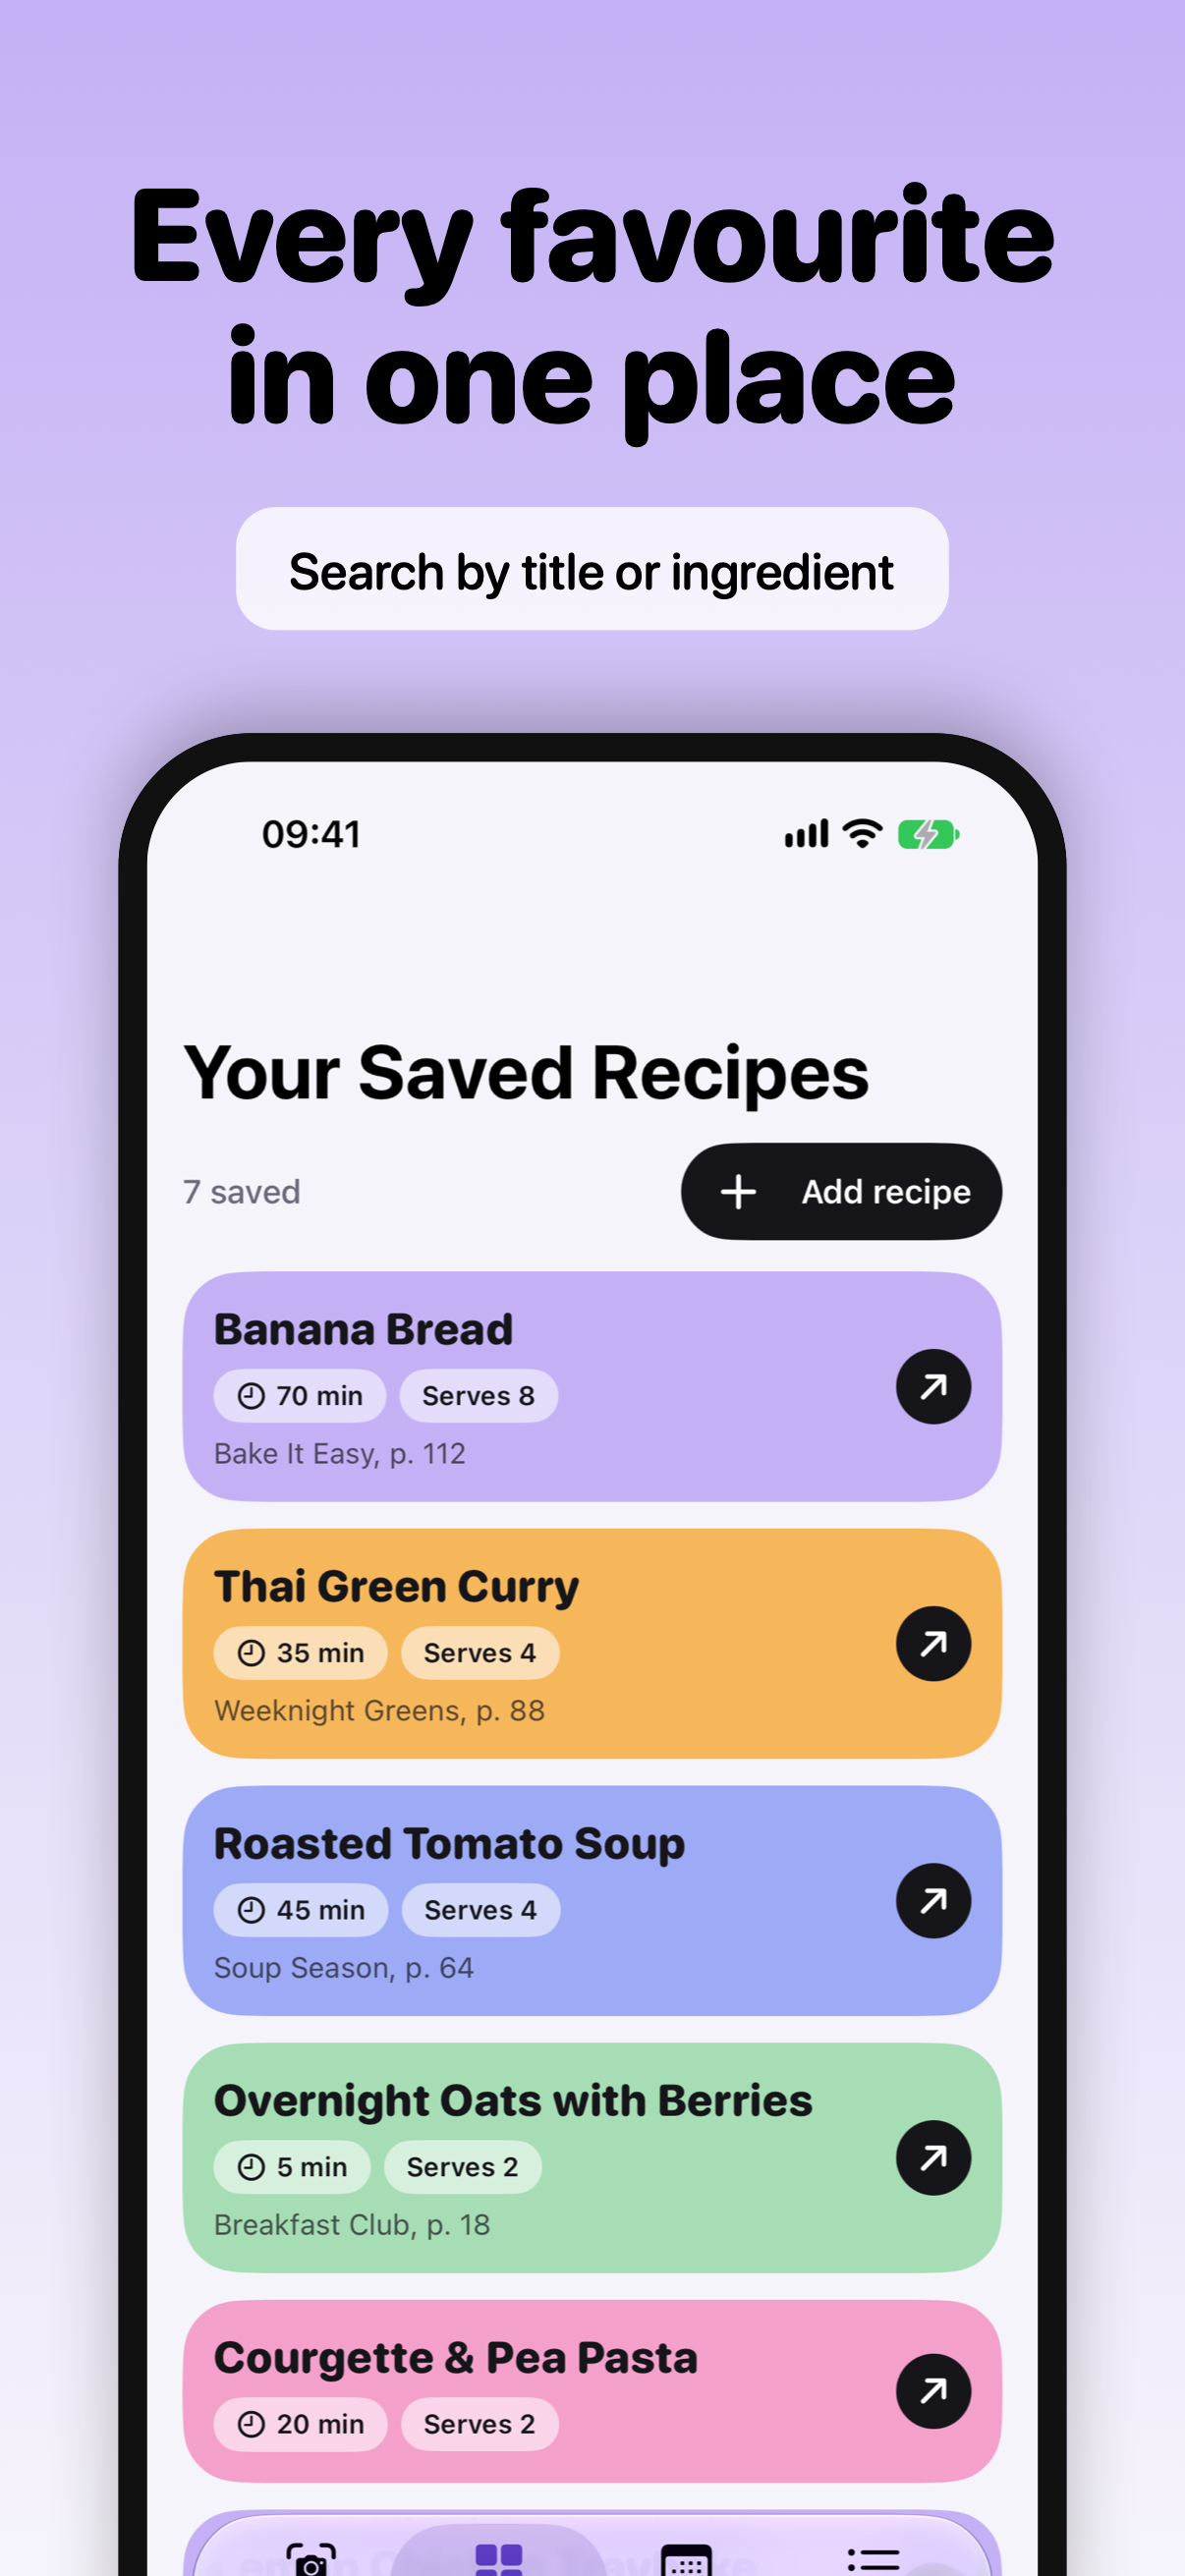 Every favourite
in one place
Search by title or ingredient
09:41
Your Saved Recipes
7 saved
Add recipe
Banana Bread
70 min
Serves 8
Bake It Easy, p. 112
Thai Green Curry
35 min
Serves 4
Weeknight Greens, p. 88
Roasted Tomato Soup
45 min
Serves 4
Soup Season, p. 64
Overnight Oats with Berries
5 min
Serves 2
Breakfast Club, p. 18
Courgette & Pea Pasta
20 min
Serves 2